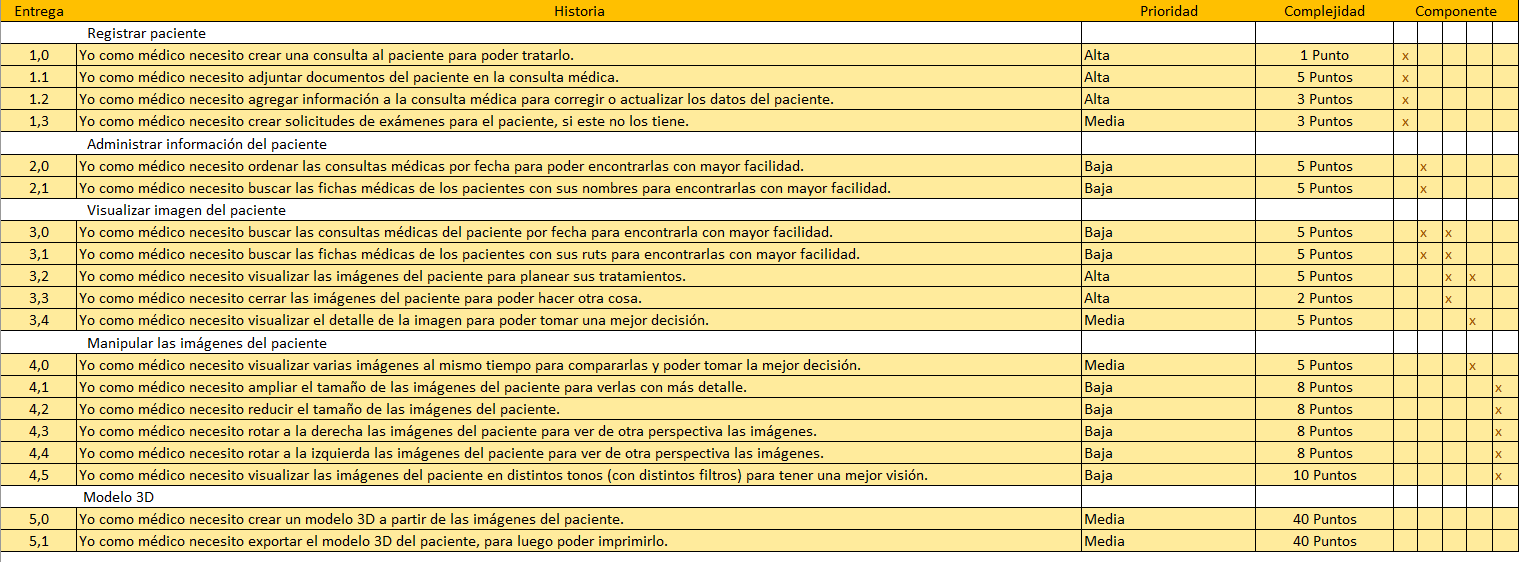 Entrega Historia Prioridad Complejidad Componente
Registrar paciente
1,0 Yo como médico necesito crear una consulta al paciente para poder tratarlo. Alta 1 Punto x
1.1 Yo como médico necesito adjuntar documentos del paciente en la consulta médica. Alta 5 Puntos x
1.2 Yo como médico necesito agregar información a la consulta médica para corregir o actualizar los datos del paciente. Alta 3 Puntos x
1,3 Yo como médico necesito crear solicitudes de exámenes para el paciente, si este no los tiene. Media 3 Puntos x
Administrar información del paciente
2,0 Yo como médico necesito ordenar las consultas médicas por fecha para poder encontrarlas con mayor facilidad. Baja 5 Puntos x
2,1 Yo como médico necesito buscar las fichas médicas de los pacientes con sus nombres para encontrarlas con mayor facilidad. Baja 5 Puntos x
Visualizar imagen del paciente
3,0 Yo como médico necesito buscar las consultas médicas del paciente por fecha para encontrarla con mayor facilidad. Baja 5 Puntos x x
3,1 Yo como médico necesito buscar las fichas médicas de los pacientes con sus ruts para encontrarlas con mayor facilidad. Baja 5 Puntos x x
3,2 Yo como médico necesito visualizar las imágenes del paciente para planear sus tratamientos. Alta 5 Puntos x x
3,3 Yo como médico necesito cerrar las imágenes del paciente para poder hacer otra cosa. Alta 2 Puntos x
3,4 Yo como médico necesito visualizar el detalle de la imagen para poder tomar una mejor decisión. Media 5 Puntos x
Manipular las imágenes del paciente
4,0 Yo como médico necesito visualizar varias imágenes al mismo tiempo para compararlas y poder tomar la mejor decisión. Media 5 Puntos x
4,1 Yo como médico necesito ampliar el tamaño de las imágenes del paciente para verlas con más detalle. Baja 8 Puntos x
4,2 Yo como médico necesito reducir el tamaño de las imágenes del paciente. Baja 8 Puntos x
4,3 Yo como médico necesito rotar a la derecha las imágenes del paciente para ver de otra perspectiva las imágenes. Baja 8 Puntos x
4,4 Yo como médico necesito rotar a la izquierda las imágenes del paciente para ver de otra perspectiva las imágenes. Baja 8 Puntos x
4,5 Yo como médico necesito visualizar las imágenes del paciente en distintos tonos (con distintos filtros) para tener una mejor visión. Baja 10 Puntos x
Modelo 3D
5,0 Yo como médico necesito crear un modelo 3D a partir de las imágenes del paciente. Media 40 Puntos
5,1 Yo como médico necesito exportar el modelo 3D del paciente, para luego poder imprimirlo. Media 40 Puntos